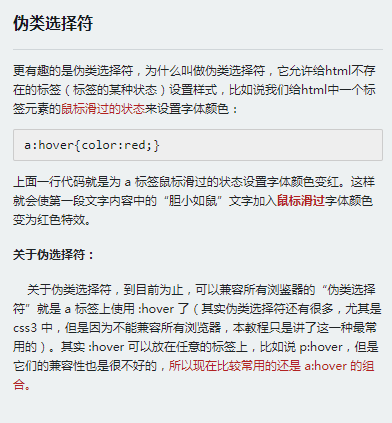 伪类选择符
更有趣的是伪类选择符，为什么叫做伪类选择符，它允许给html不存
在的标签（标签的某种状态）设置样式，比如说我们给html中一个标
签元素的鼠标滑过的状态来设置字体颜色：
a:hover{color:red;}
上面一行代码就是为 a 标签鼠标滑过的状态设置字体颜色变红。这样
就会使第一段文字内容中的“胆小如鼠”文字加入鼠标滑过字体颜色
变为红色特效。
关于伪选择符：
关于伪类选择符，到目前为止，可以兼容所有浏鉴器的“伪类选择
符”就是 a 标签上使用 :hover 了（其实伪类选择符还有很多，尤其是
css3 中，但是因为不能兼容所有浏览器，本教程只是讲了这一种最常
用的）。其实 :hover 可以放在任意的标签上，比如说 p:hover，但是
它们的兼容性也是很不好的，所以现在比较常用的还是 a:hover 的组
合。